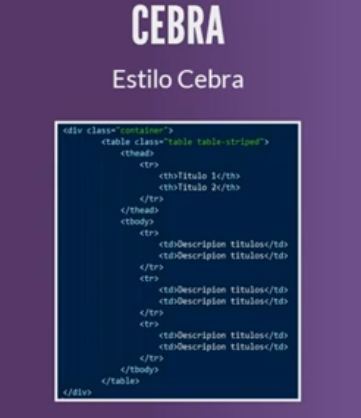 CEBRA
Estilo Cebra
<div class="container">
<table class="table table-striped">
<thead>
<tr>
<th>Titulo 1</th>
<th>Titulo 2</th>
</tr>
</thead>
<tbody>
<tr>
<td>Descripion titulos</td>
<td>Descripion titulos</td>
</tr>
<tr>
<td>Descripion titulos</td>
<td>Descripion titulos</td>
</tr>
<tr>
<td>Descripion titulos</td>
<td>Descripion titulos</td>
</tr>
</tbody>
</table>
</div>